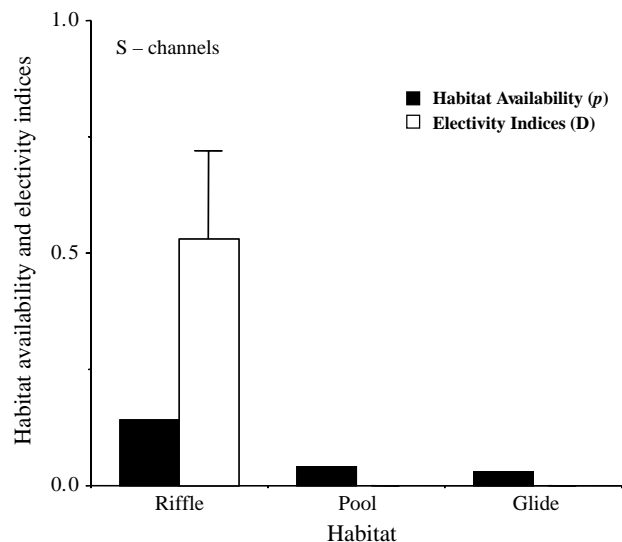 1.0
S – channels
Habitat Availability (p)
Electivity Indices (D)
Habitat availability and electivity indices
0.5
0.0
Riffle Pool Glide
Habitat